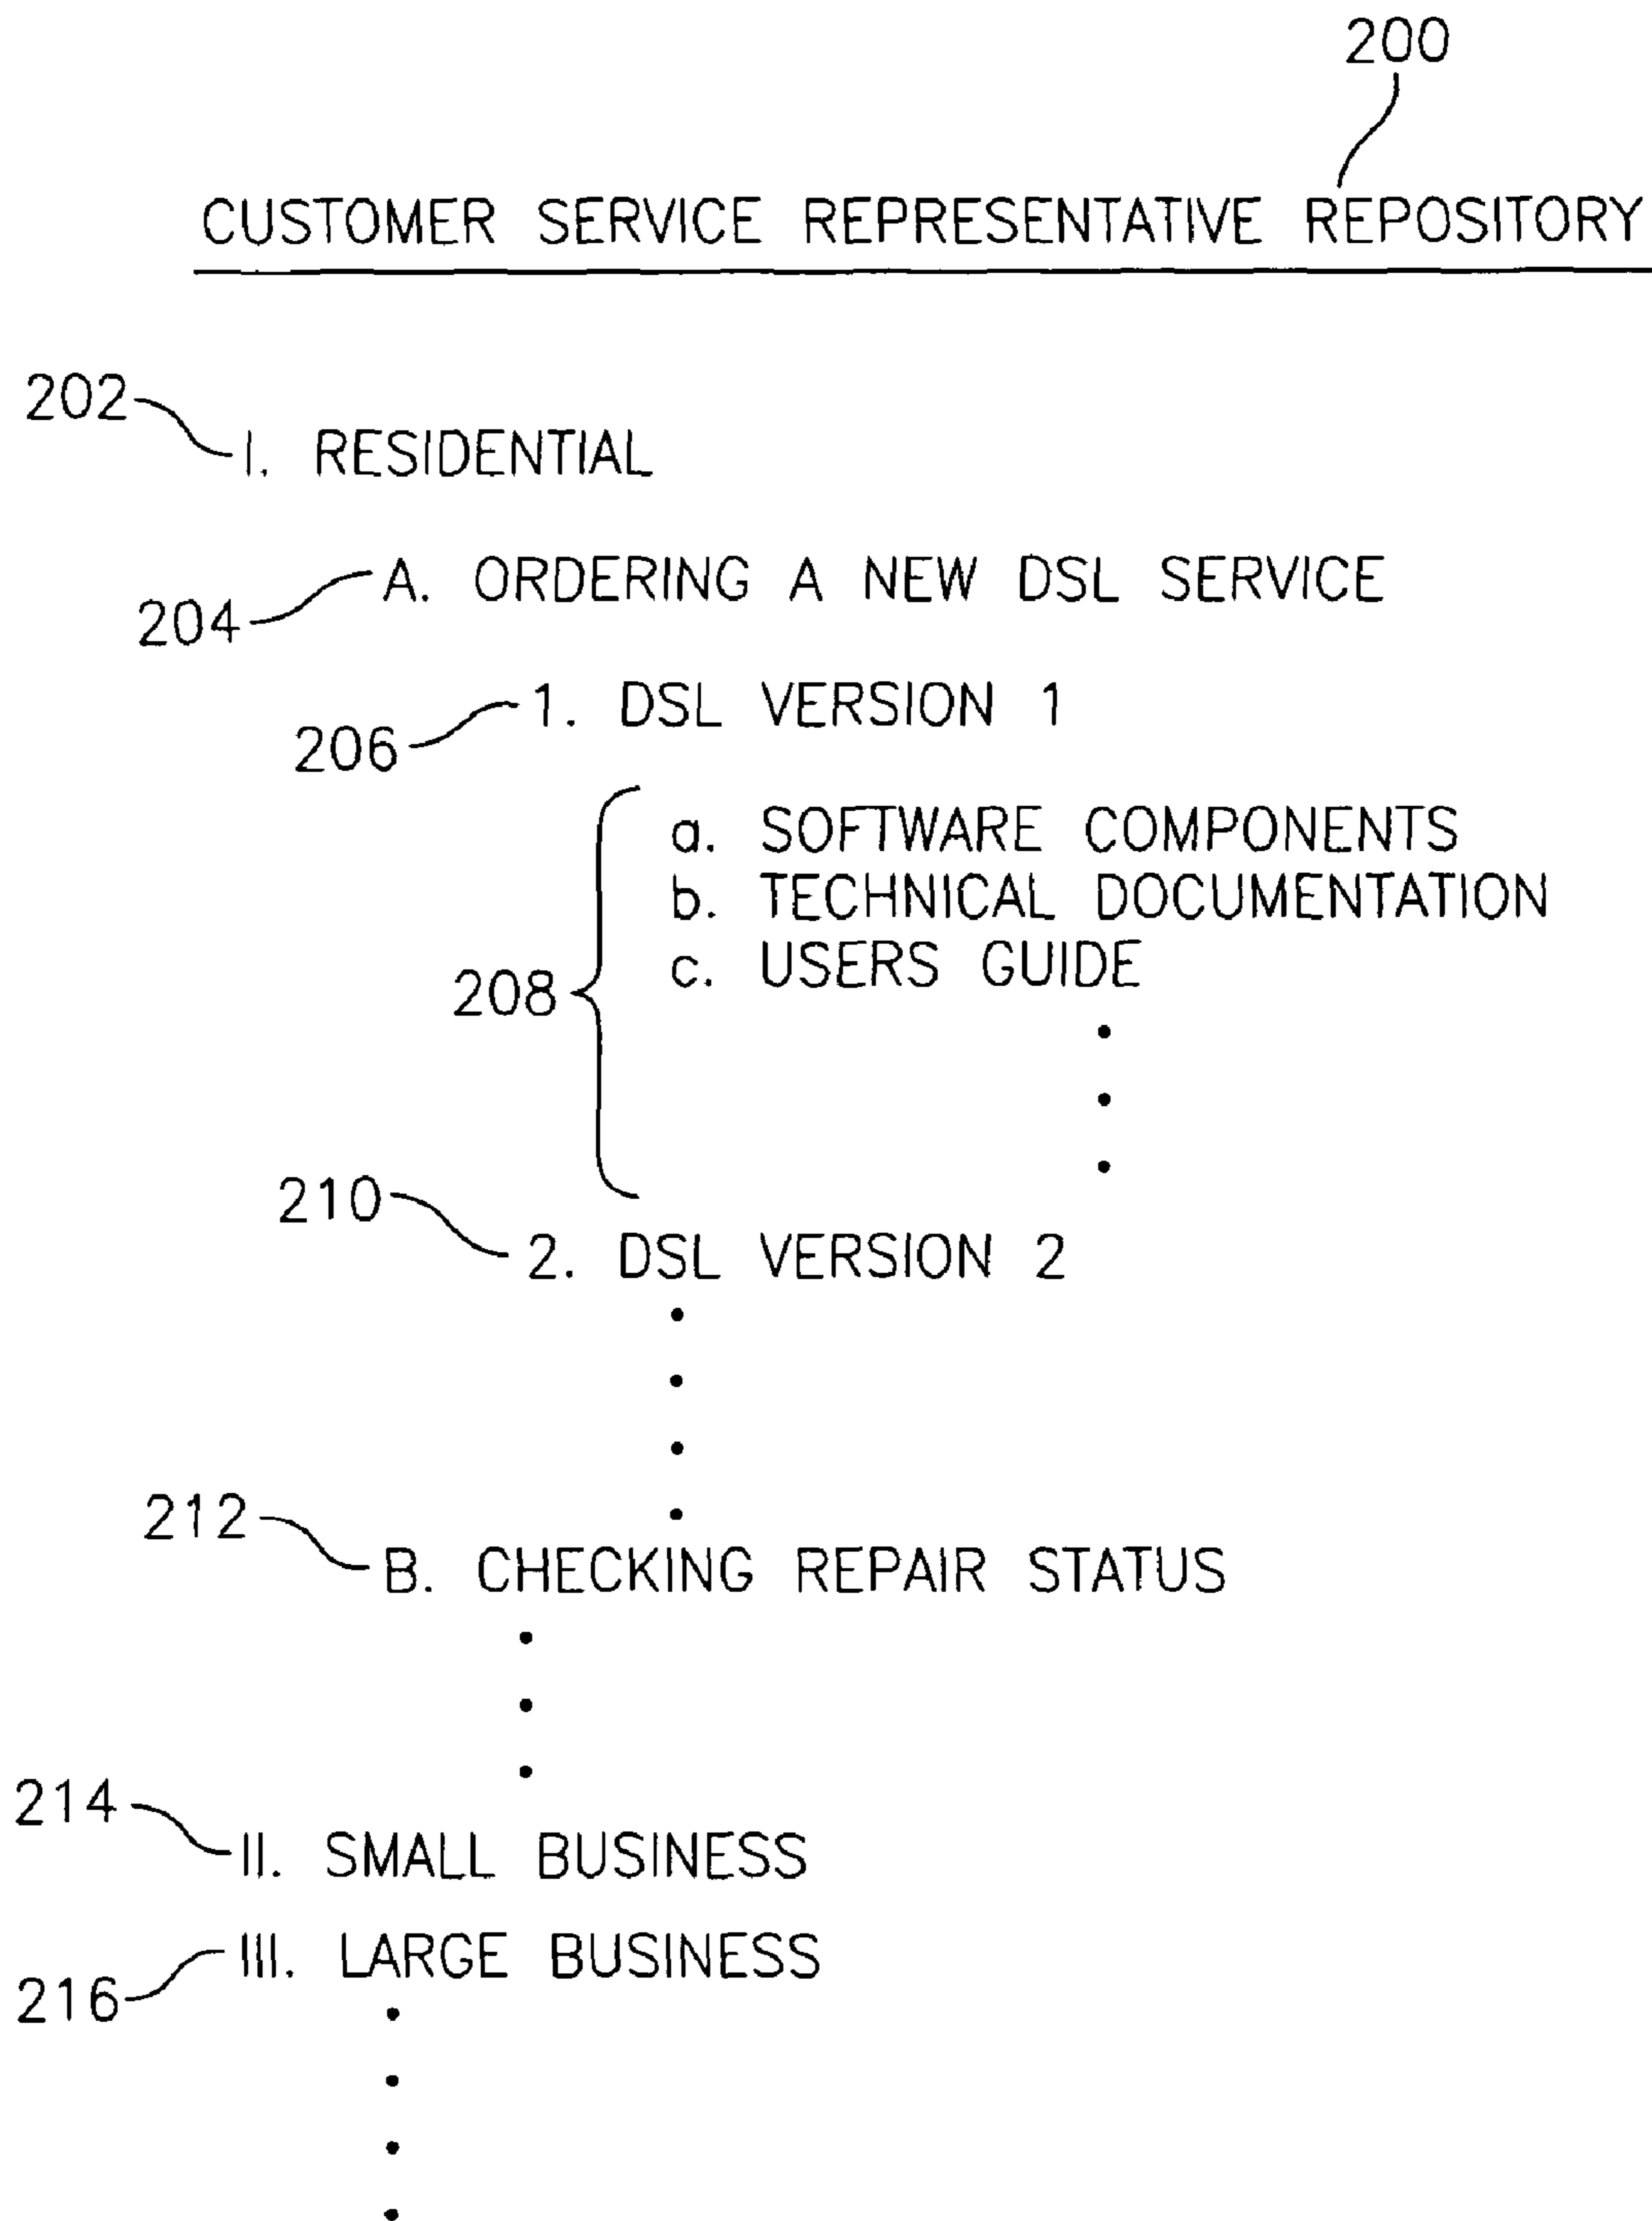 200
CUSTOMER SERVICE REPRESENTATIVE REPOSITORY
202
I. RESIDENTIAL
A. ORDERING A NEW DSL SERVICE
204
1. DSL VERSION 1
206
a. SOFTWARE COMPONENTS
b. TECHNICAL DOCUMENTATION
c. USERS GUIDE
208
210
2. DSL VERSION 2
212
B. CHECKING REPAIR STATUS
214
II. SMALL BUSINESS
III. LARGE BUSINESS
216